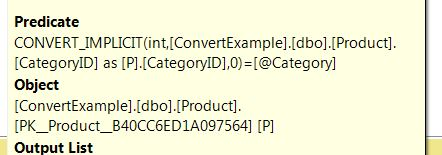 Predicate
CONVERT_IMPLICIT(int,[ConvertExample].[dbo].[Product].
[CategoryID] as [P].[CategoryID],0)=[@Category]
Object
[ConvertExample].[dbo].[Product].
[PK__Product__B40CC6ED1A097564] [P]
Output List